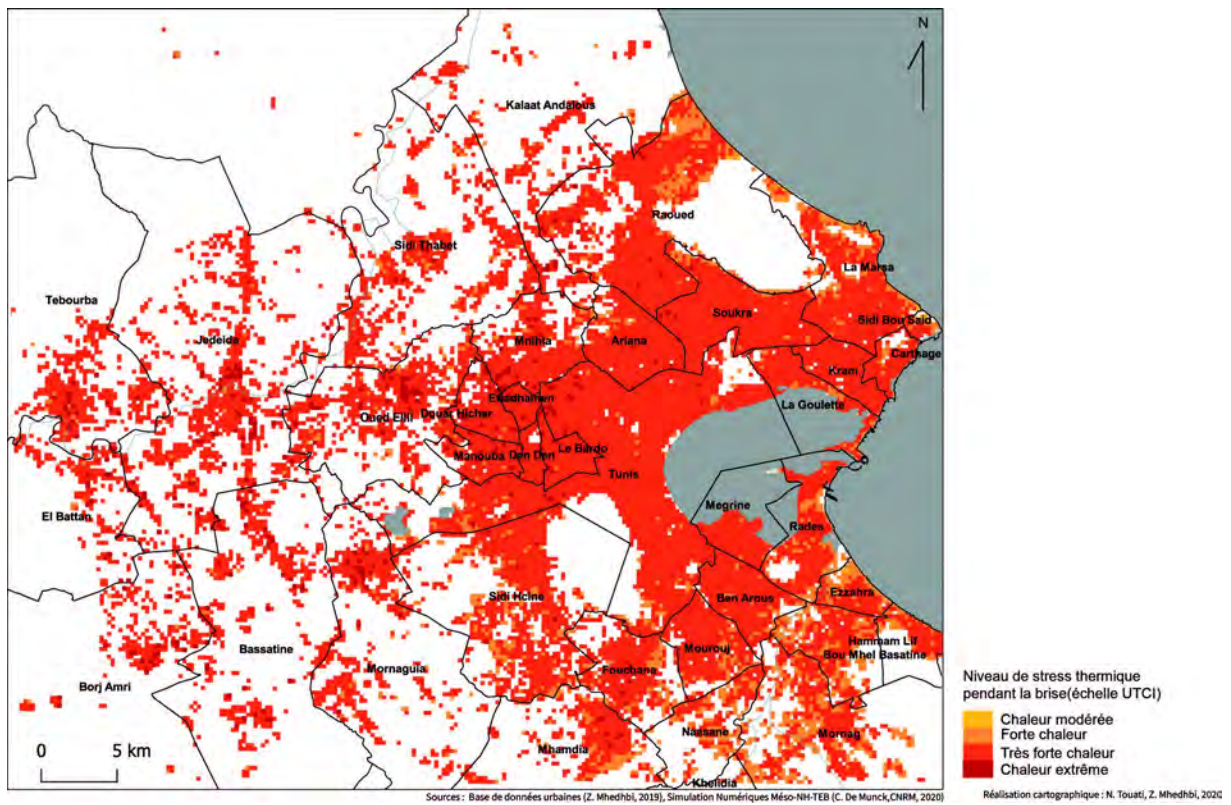 N
Kalaat Andalous
Raoued
Sidi Thabet
La Marsa
Tebourba
Soukra
Sidi Bou Said
Jedeida
Mnihla
Ariana
Carthage
Kram
Ettadhamen
La Goulette
Oued Ellil
Douar Hicher
Manouba
Den Den
Le Bardo
Tunis
Megrine
El Battan
Rades
Sidi Hcine
Ben Arous
Ezzahra
Hammam Lif
Bassatine
Mourouj
Bou Mhel Basatine
Mornaguia
Fouchana
Borj Amri
Nassane
Mornag
Mhamdia
Khelidia
0 5 km
Niveau de stress thermique
pendant la brise(échelle UTCI)
Chaleur modérée
Forte chaleur
Très forte chaleur
Chaleur extrême
Sources : Base de données urbaines (Z. Mhedhbi, 2019), Simulation Numériques Méso-NH-TEB (C. De Munck,CNRM, 2020)
Réalisation cartographique : N. Touati, Z. Mhedhbi, 2020